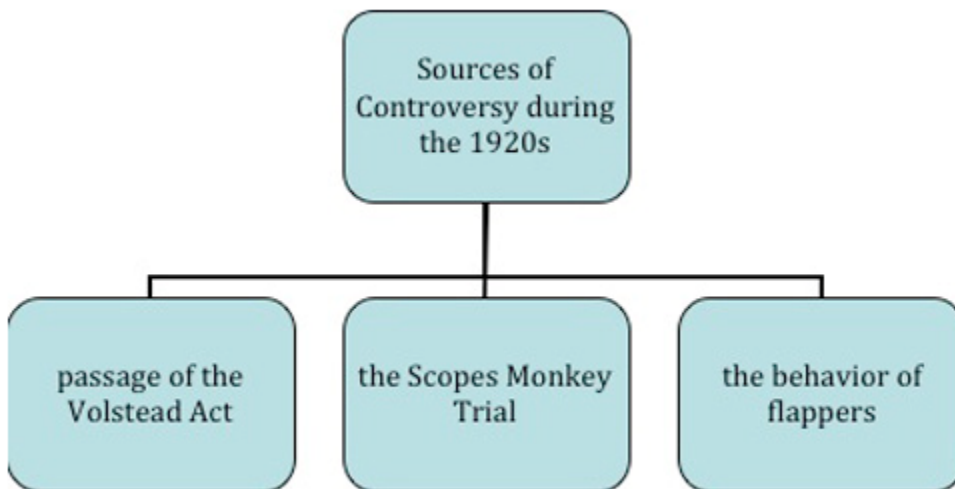 Sources of
Controversy during
the 1920s
passage of the
Volstead Act
the Scopes Monkey
Trial
the behavior of
flappers